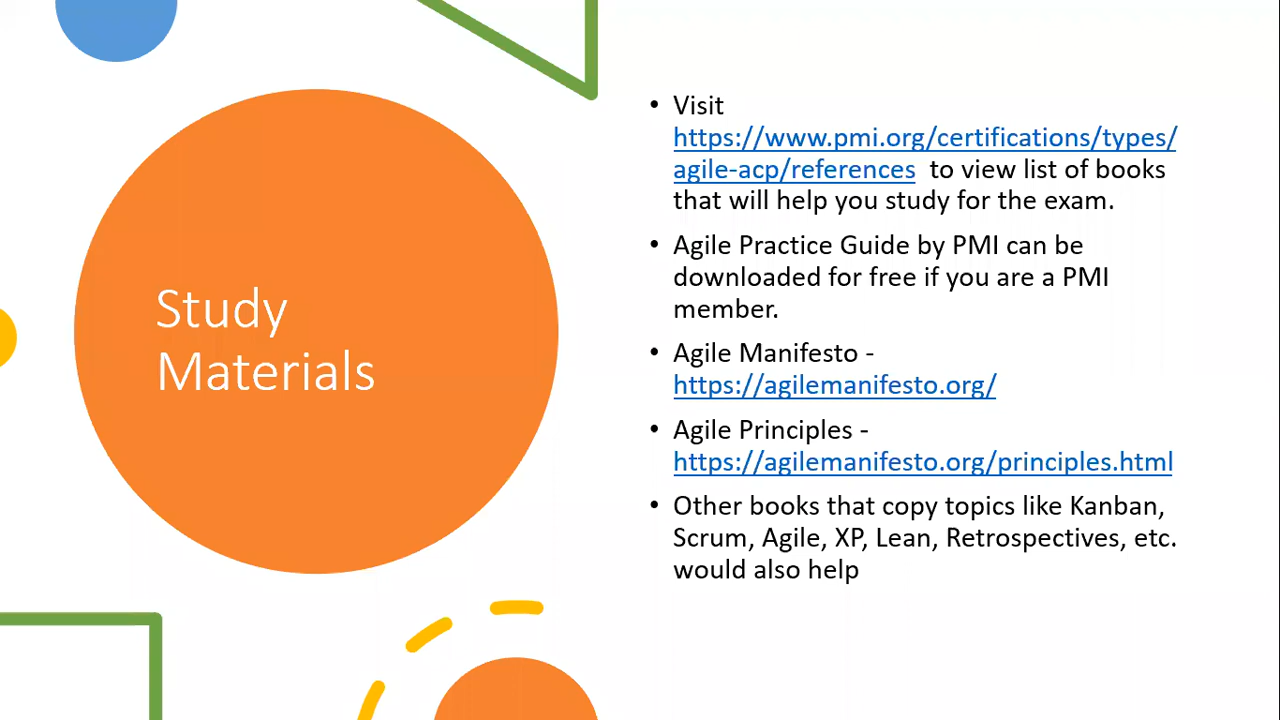 Study
Materials
• Visit
https://www.pmi.org/certifications/types/
agile-acp/references to view list of books
that will help you study for the exam.
• Agile Practice Guide by PMI can be
downloaded for free if you are a PMI
member.
• Agile Manifesto -
https://agilemanifesto.org/
• Agile Principles -
https://agilemanifesto.org/principles.html
• Other books that copy topics like Kanban,
Scrum, Agile, XP, Lean, Retrospectives, etc.
would also help